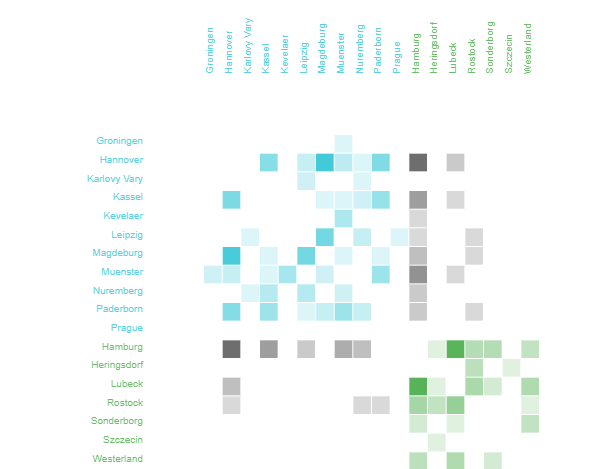 Groningen
Hannover
Karlovy Vary
Kassel
Kevelaer
Leipzig
Magdeburg
Muenster
Nuremberg
Paderborn
Prague
Hamburg
Heringsdorf
Lubeck
Rostock
Sonderborg
Szczecin
Westerland
Groningen
Hannover
Karlovy Vary
Kassel
Kevelaer
Leipzig
Magdeburg
Muenster
Nuremberg
Paderborn
Prague
Hamburg
Heringsdorf
Lubeck
Rostock
Sonderborg
Szczecin
Westerland